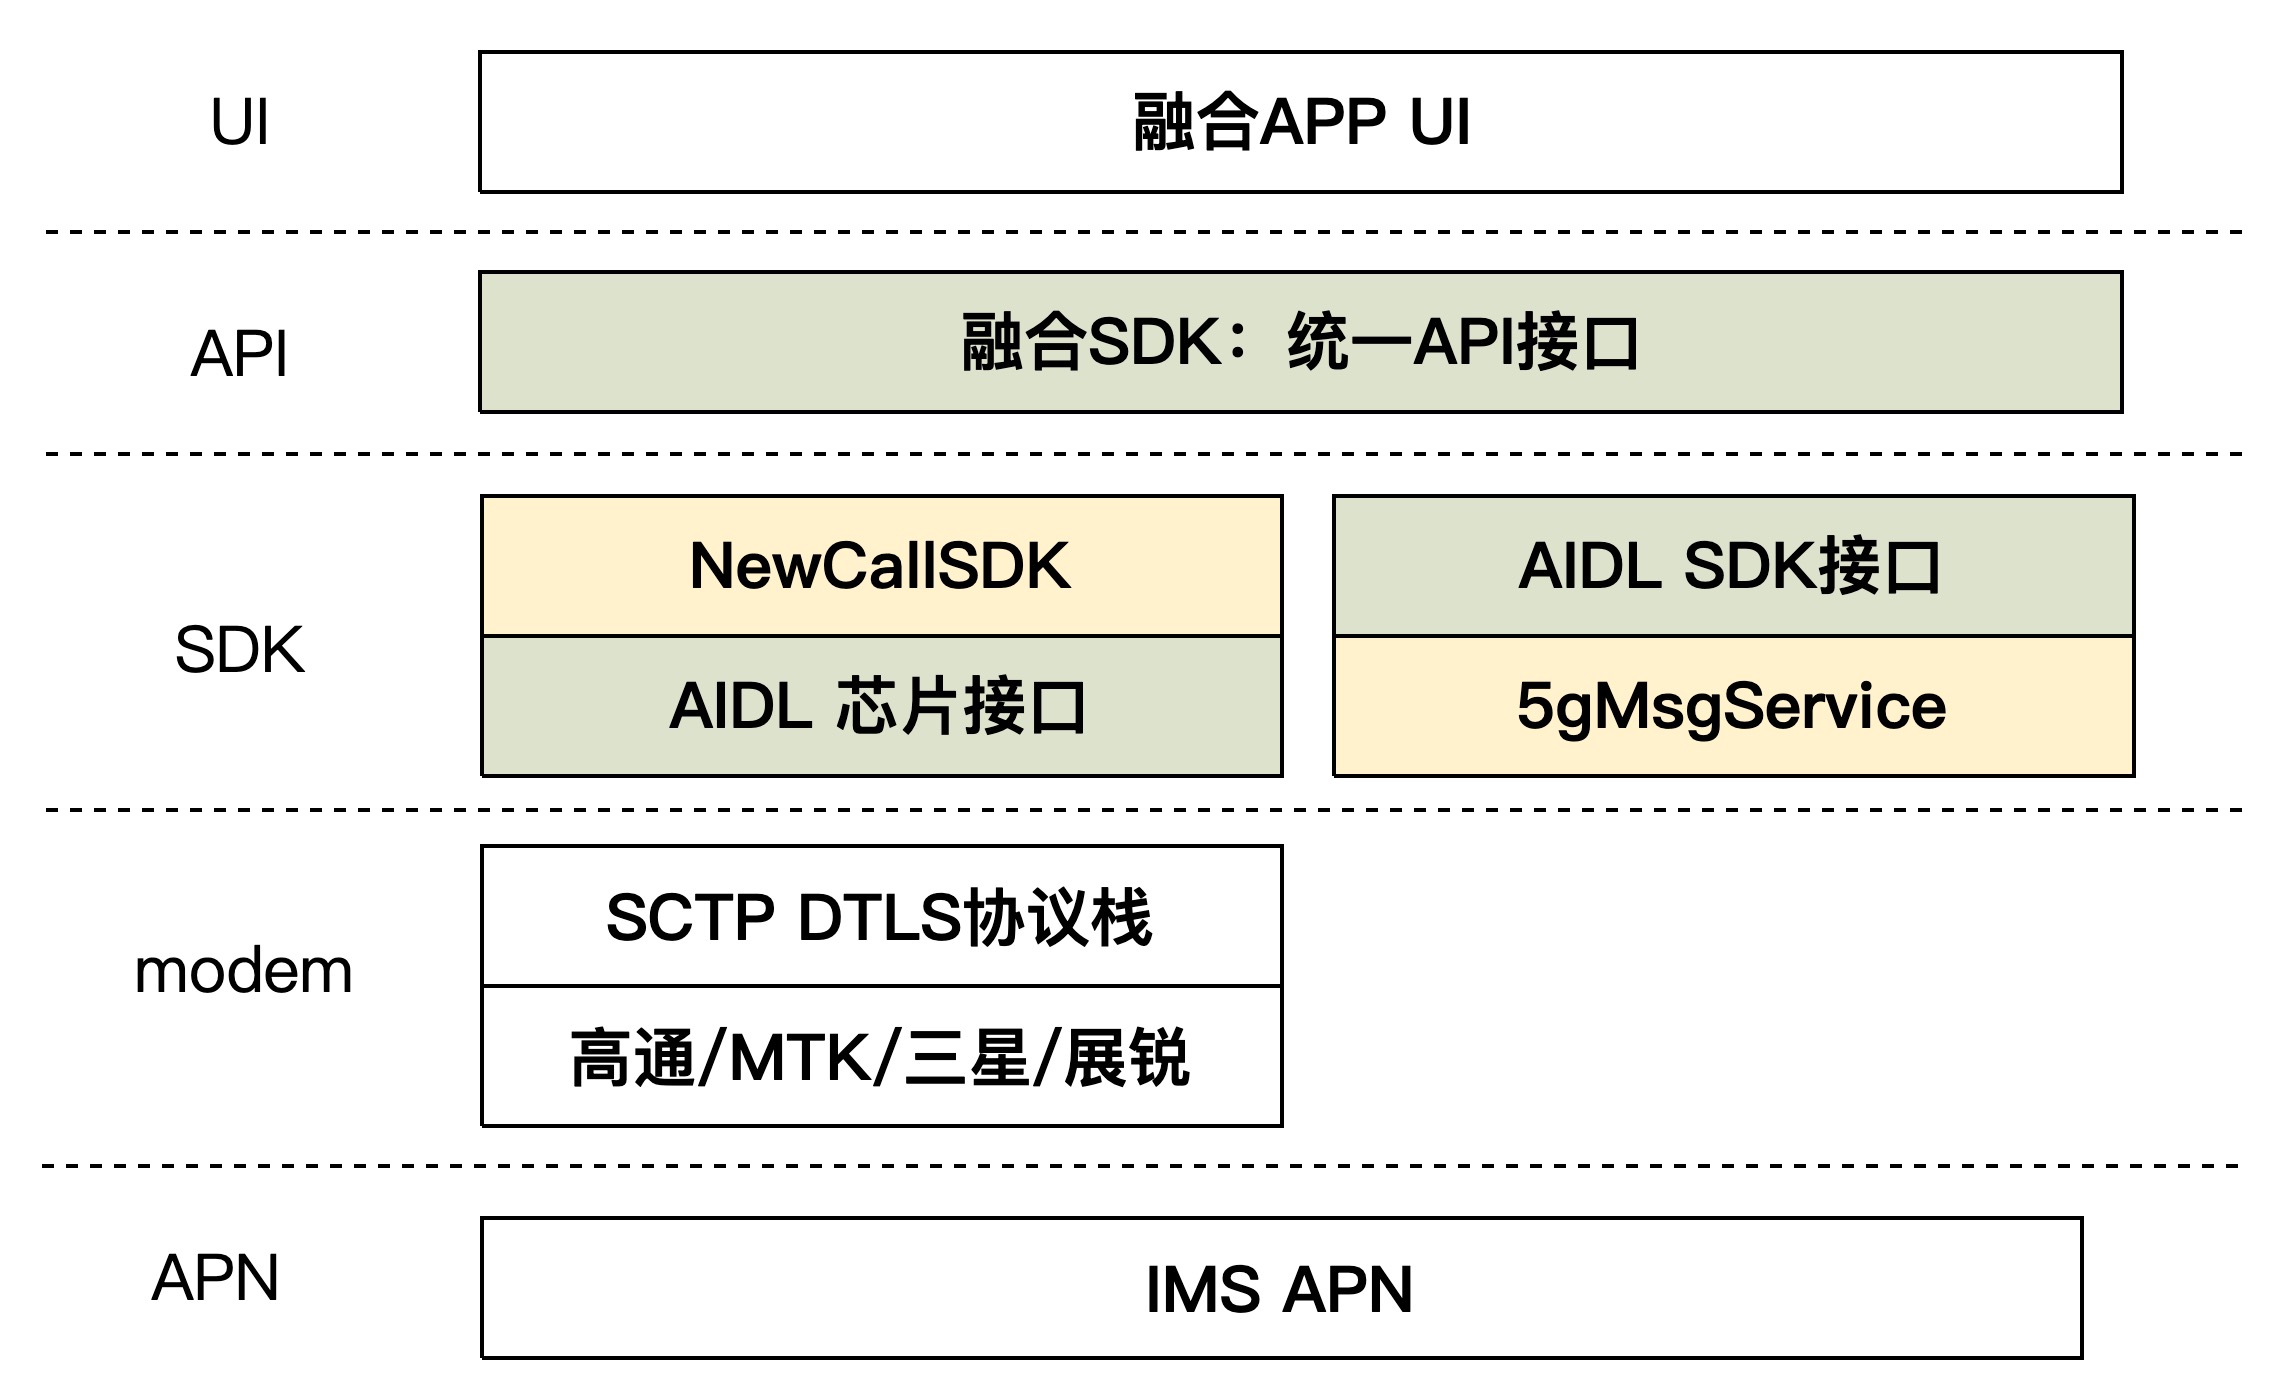 UI
融合APP UI
API
融合SDK：统一API接口
SDK
NewCallSDK
AIDL 芯片接口
AIDL SDK接口
5gMsgService
modem
SCTP DTLS协议栈
高通/MTK/三星/展锐
APN
IMS APN